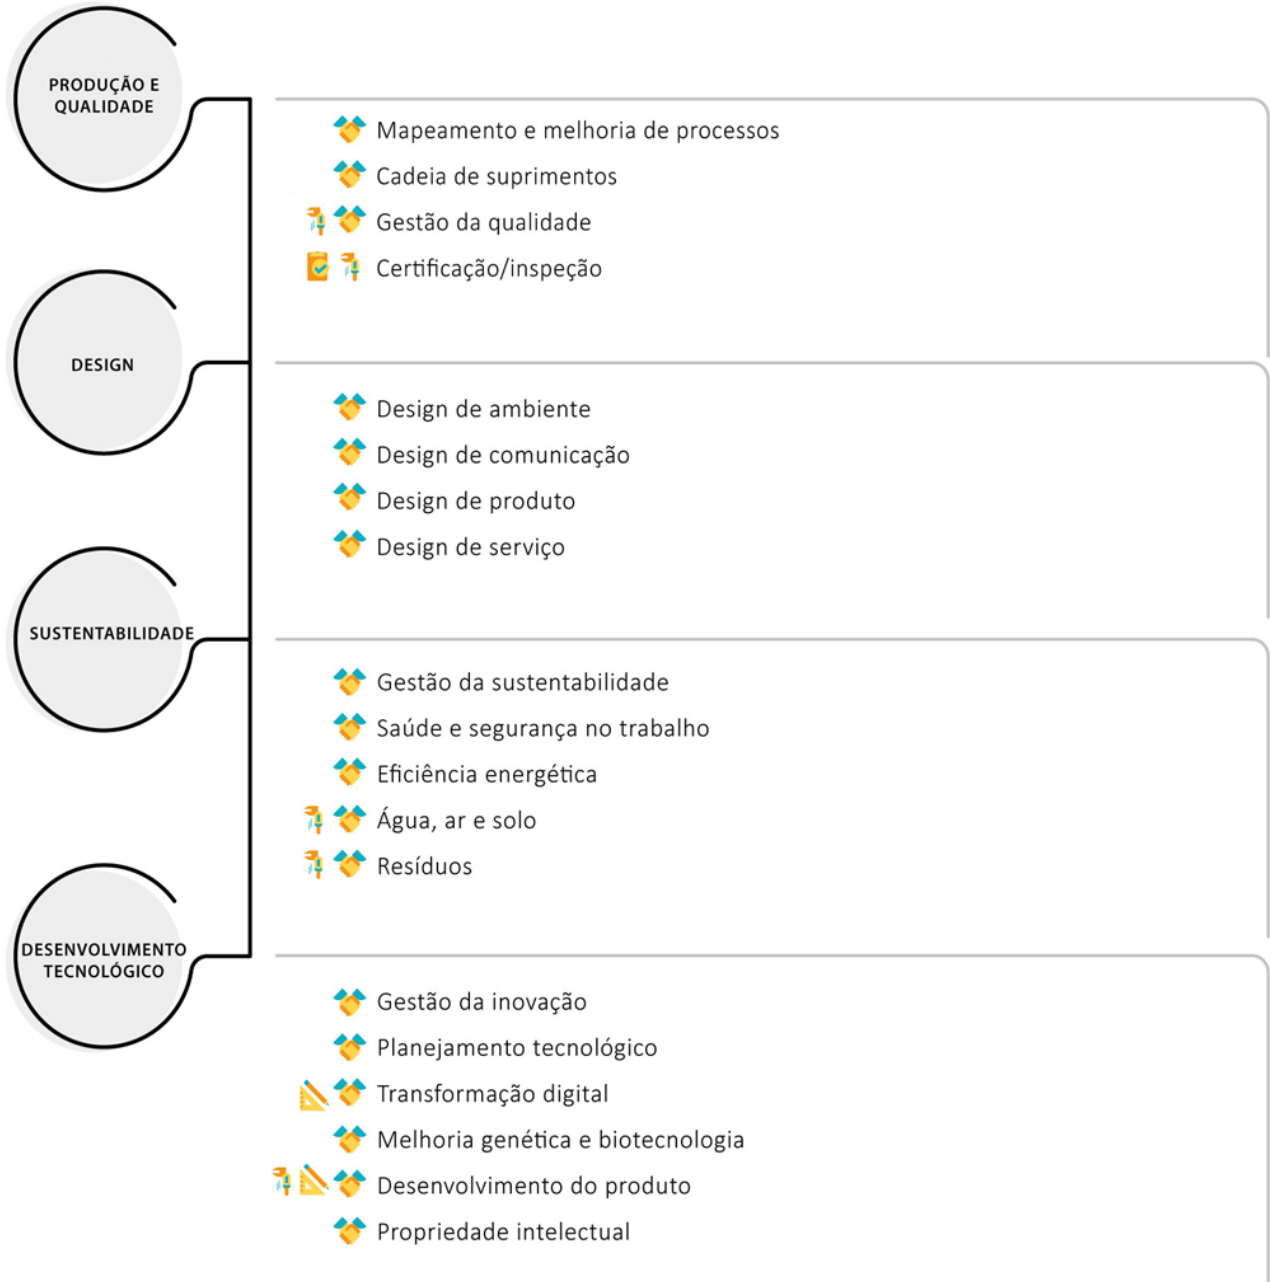 PRODUÇÃO E
QUALIDADE
Mapeamento e melhoria de processos
Cadeia de suprimentos
Gestão da qualidade
Certificação/inspeção
DESIGN
Design de ambiente
Design de comunicação
Design de produto
Design de serviço
SUSTENTABILIDADE
Gestão da sustentabilidade
Saúde e segurança no trabalho
Eficiência energética
Água, ar e solo
Resíduos
DESENVOLVIMENTO
TECNOLÓGICO
Gestão da inovação
Planejamento tecnológico
Transformação digital
Melhoria genética e biotecnologia
Desenvolvimento do produto
Propriedade intelectual